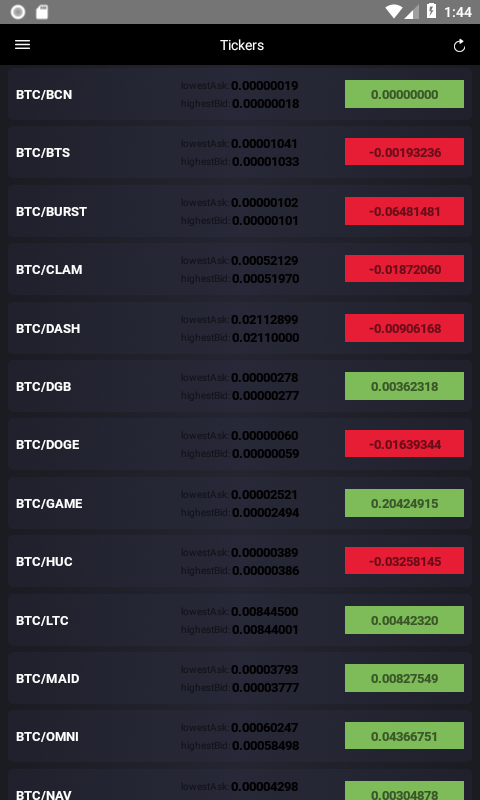 1:44
Tickers
BTC/BCN
lowestAsk: 0.00000019
highestBid: 0.00000018
0.00000000
BTC/BTS
lowestAsk: 0.00001041
highestBid: 0.00001033
-0.00193236
BTC/BURST
lowestAsk: 0.00000102
highestBid: 0.00000101
-0.06481481
BTC/CLAM
lowestAsk: 0.00052129
highestBid: 0.00051970
-0.01872060
BTC/DASH
lowestAsk: 0.02112899
highestBid: 0.02110000
-0.00906168
BTC/DGB
lowestAsk: 0.00000278
highestBid: 0.00000277
0.00362318
BTC/DOGE
lowestAsk: 0.00000060
highestBid: 0.00000059
-0.01639344
BTC/GAME
lowestAsk: 0.00002521
highestBid: 0.00002494
0.20424915
BTC/HUC
lowestAsk: 0.00000389
highestBid: 0.00000386
-0.03258145
BTC/LTC
lowestAsk: 0.00844500
highestBid: 0.00844001
0.00442320
BTC/MAID
lowestAsk: 0.00003793
highestBid: 0.00003777
0.00827549
BTC/OMNI
lowestAsk: 0.00060247
highestBid: 0.00058498
0.04366751
BTC/NAV
lowestAsk: 0.00004298
0.00304878